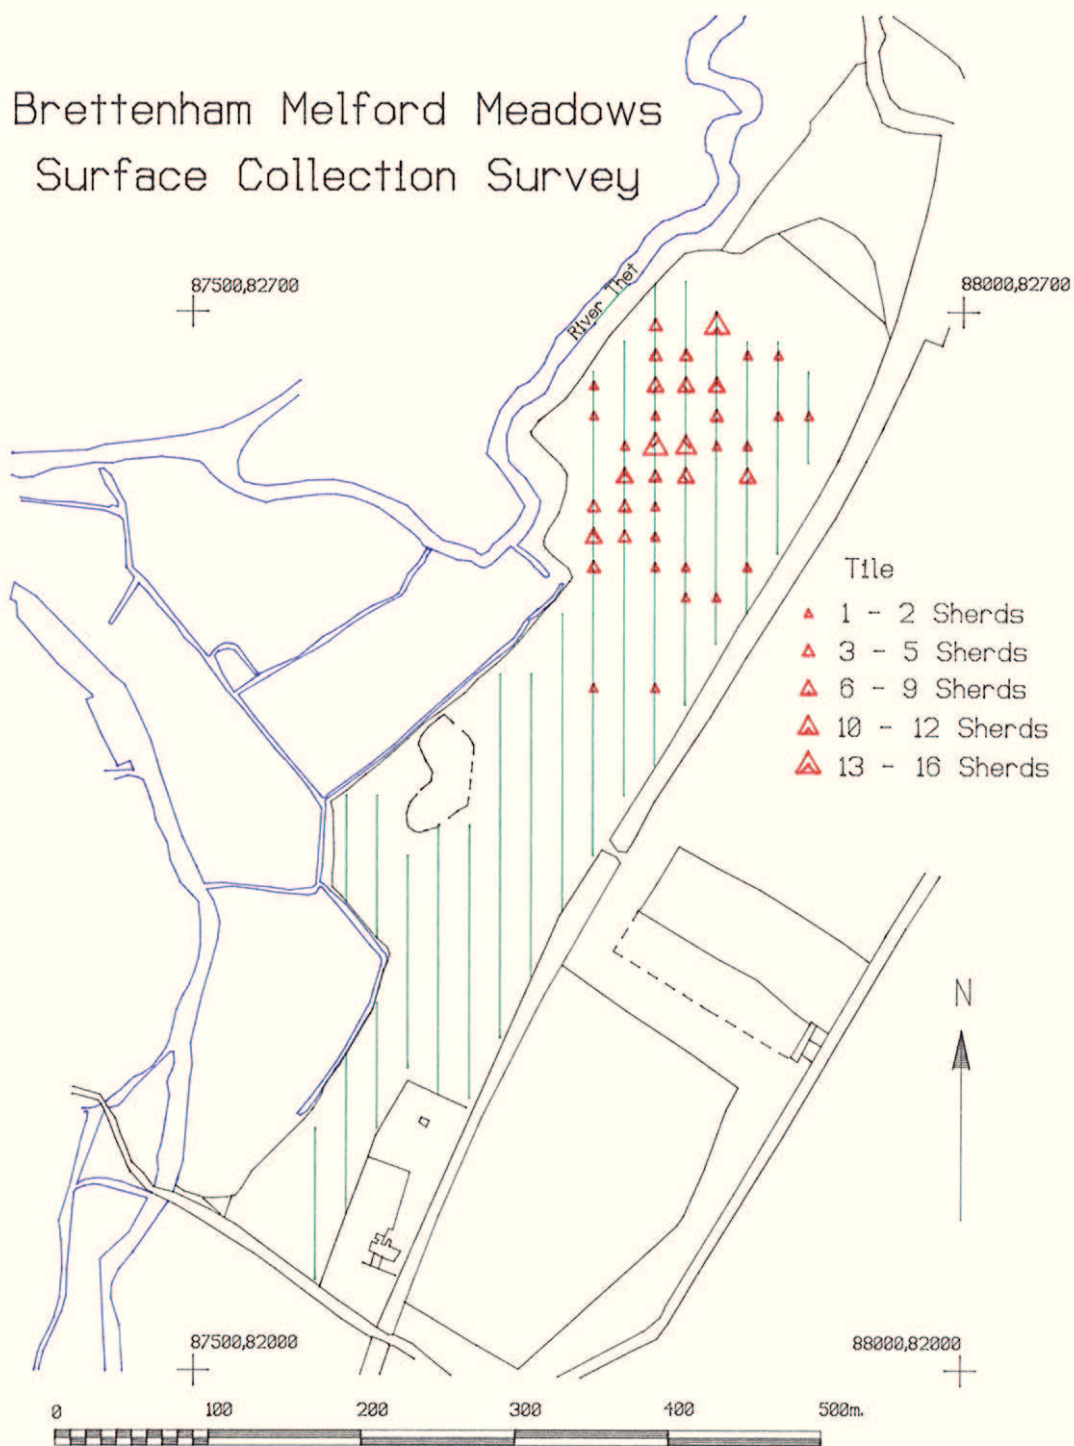 Brettenham Melford Meadows
Surface Collection Survey
87500,82700
River Thet
88000,82700
Tile
1 - 2 Sherds
3 - 5 Sherds
6 - 9 Sherds
10 - 12 Sherds
13 - 16 Sherds
N
87500,82000
88000,82000
0 100 200 300 400 500m.